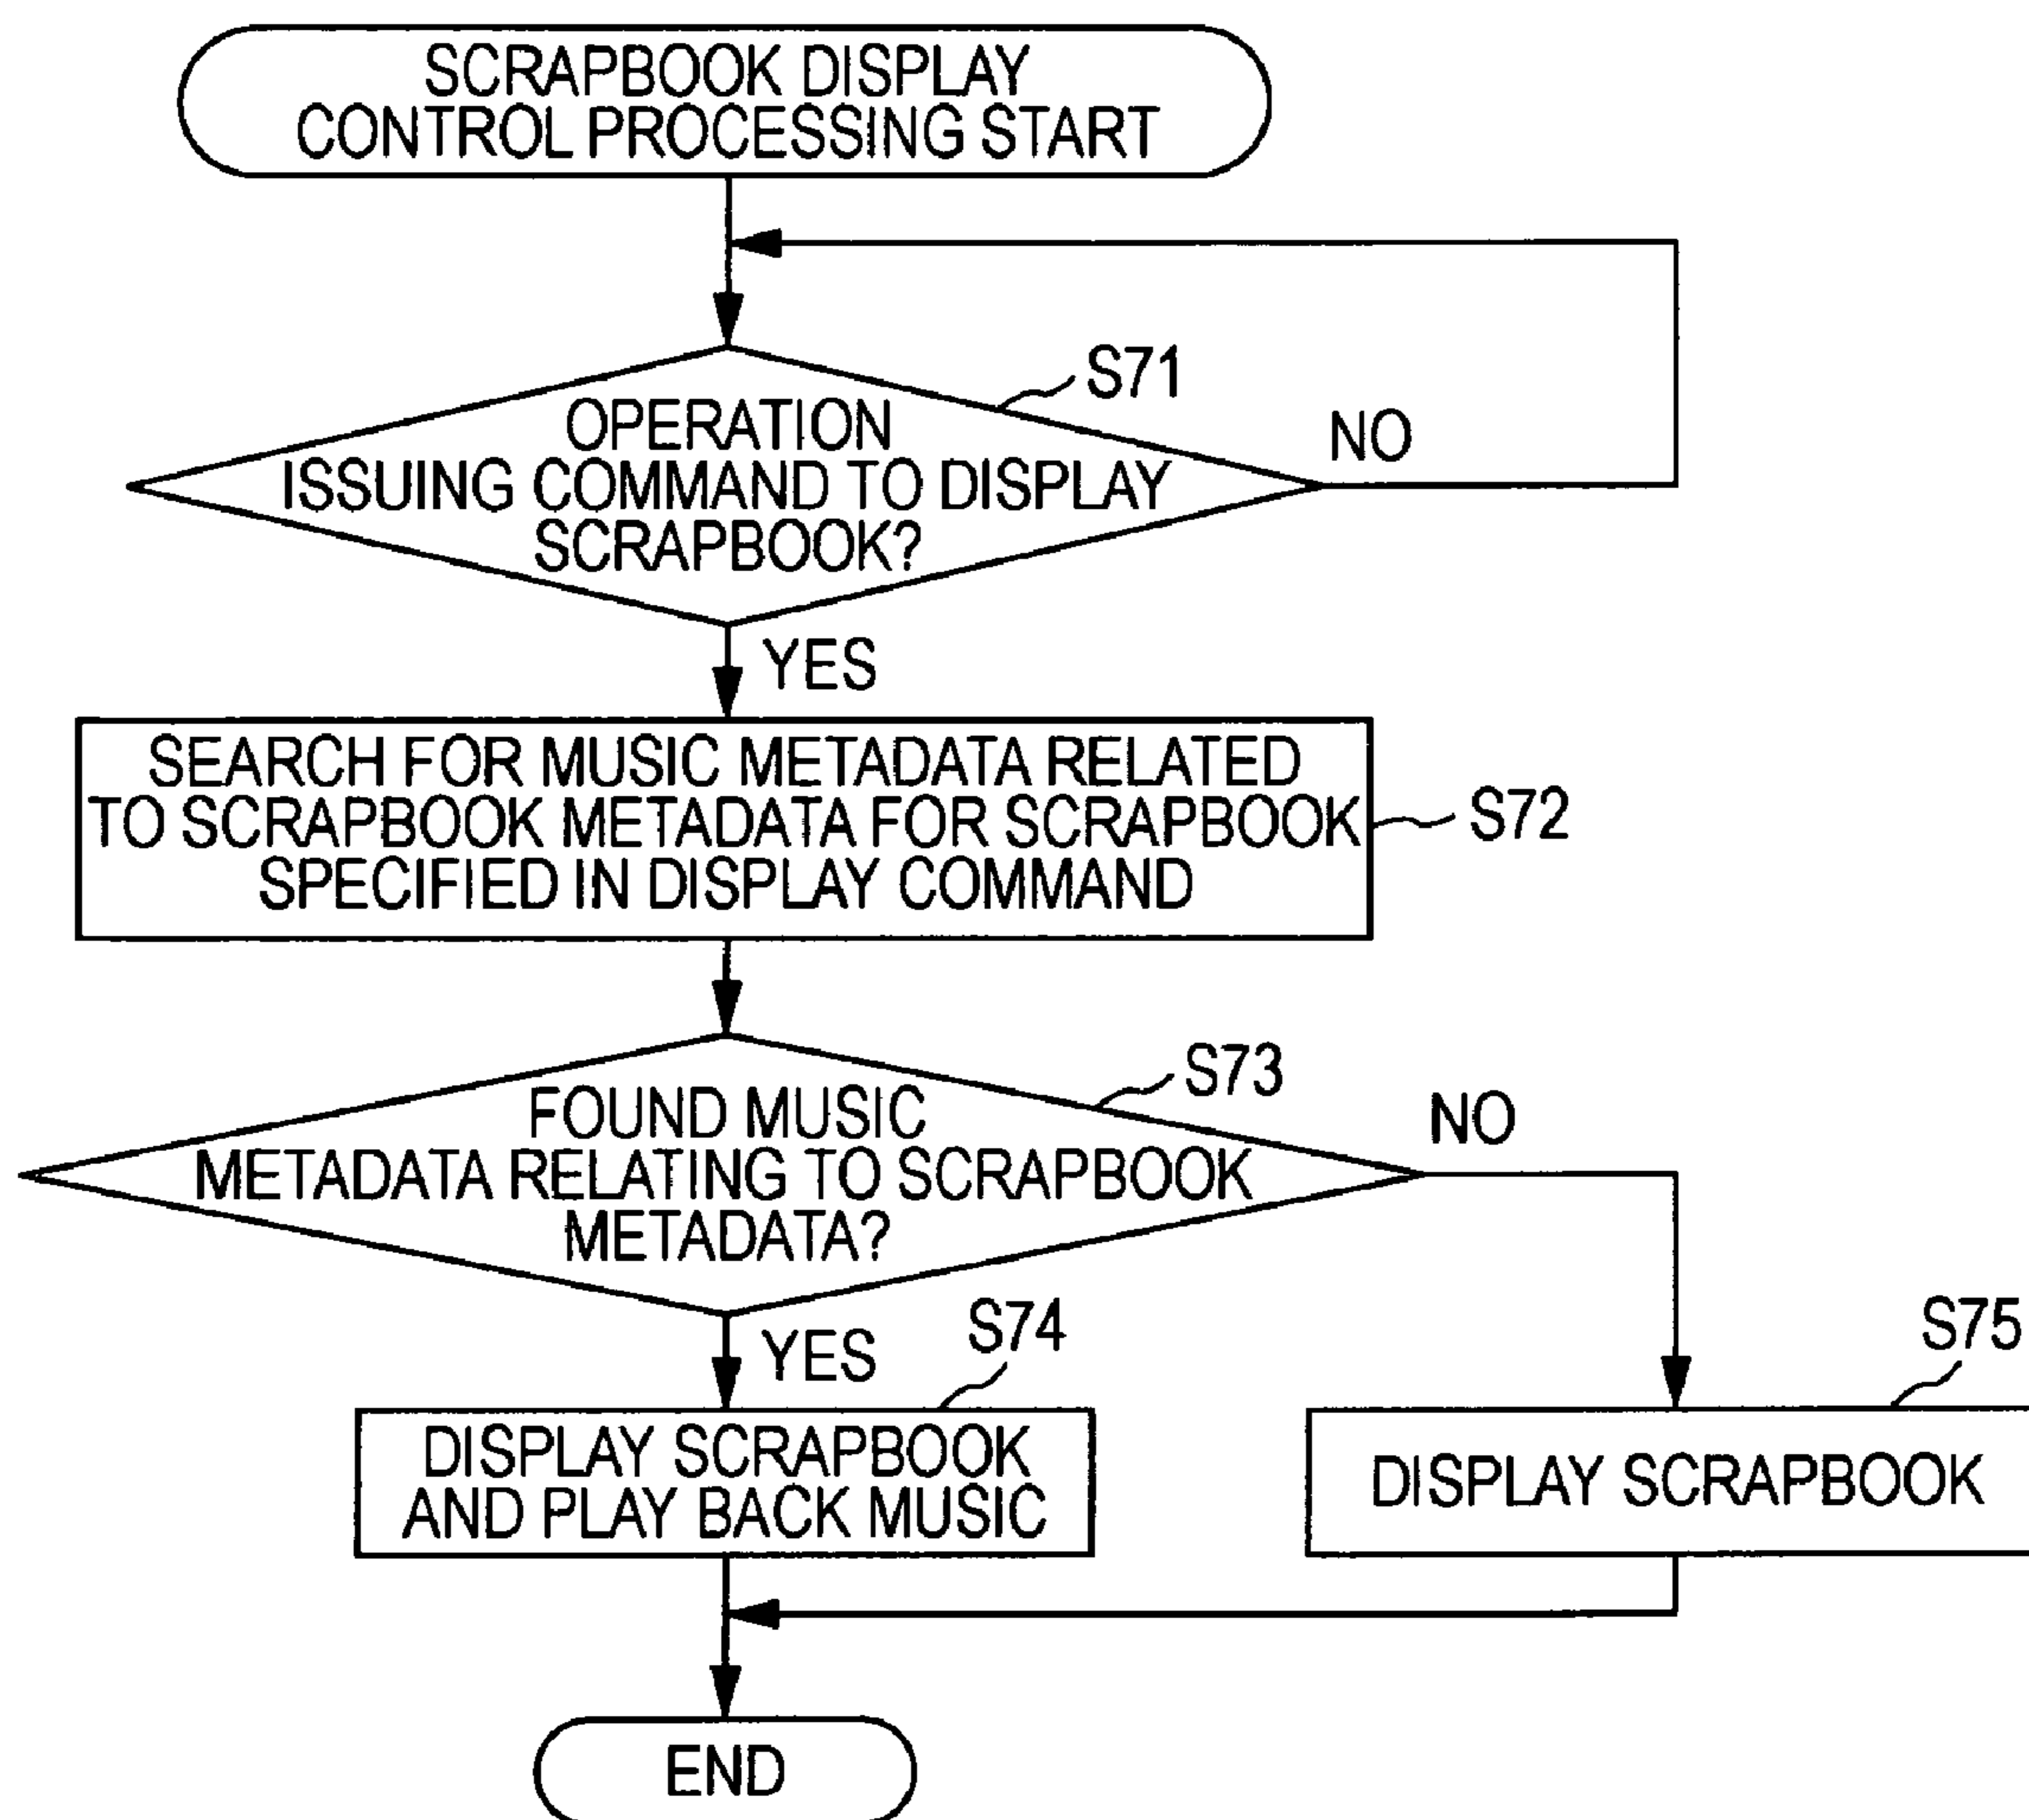 SCRAPBOOK DISPLAY
CONTROL PROCESSING START
S71
OPERATION
ISSUING COMMAND TO DISPLAY
SCRAPBOOK?
NO
YES
SEARCH FOR MUSIC METADATA RELATED
TO SCRAPBOOK METADATA FOR SCRAPBOOK
SPECIFIED IN DISPLAY COMMAND
S72
S73
FOUND MUSIC
METADATA RELATING TO SCRAPBOOK
METADATA?
NO
YES
S74
DISPLAY SCRAPBOOK
AND PLAY BACK MUSIC
S75
DISPLAY SCRAPBOOK
END